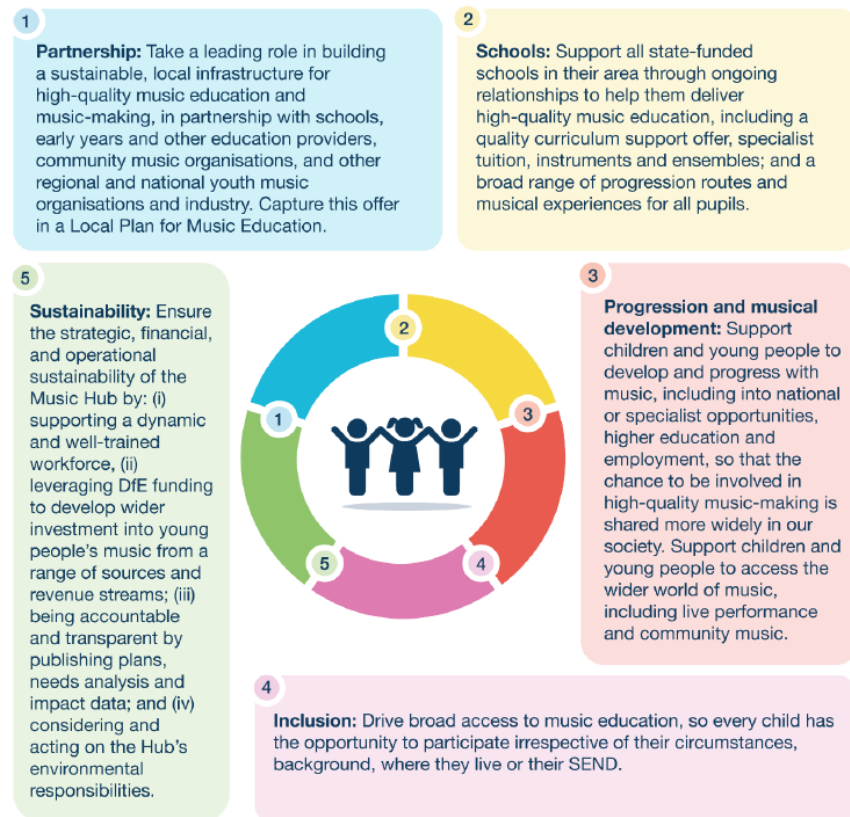 1
Partnership: Take a leading role in building
a sustainable, local infrastructure for
high-quality music education and
music-making, in partnership with schools,
early years and other education providers,
community music organisations, and other
regional and national youth music
organisations and industry. Capture this offer
in a Local Plan for Music Education.
2
Schools: Support all state-funded
schools in their area through ongoing
relationships to help them deliver
high-quality music education, including a
quality curriculum support offer, specialist
tuition, instruments and ensembles; and a
broad range of progression routes and
musical experiences for all pupils.
5
Sustainability: Ensure
the strategic, financial,
and operational
sustainability of the
Music Hub by: (i)
supporting a dynamic
and well-trained
workforce, (ii)
leveraging DfE funding
to develop wider
investment into young
people's music from a
range of sources and
revenue streams; (iii)
being accountable
and transparent by
publishing plans,
needs analysis and
impact data; and (iv)
considering and
acting on the Hub's
environmental
responsibilities.
1
2
3
4
5
3
Progression and musical
development: Support
children and young people to
develop and progress with
music, including into national
or specialist opportunities,
higher education and
employment, so that the
chance to be involved in
high-quality music-making is
shared more widely in our
society. Support children and
young people to access the
wider world of music,
including live performance
and community music.
4
Inclusion: Drive broad access to music education, so every child has
the opportunity to participate irrespective of their circumstances,
background, where they live or their SEND.